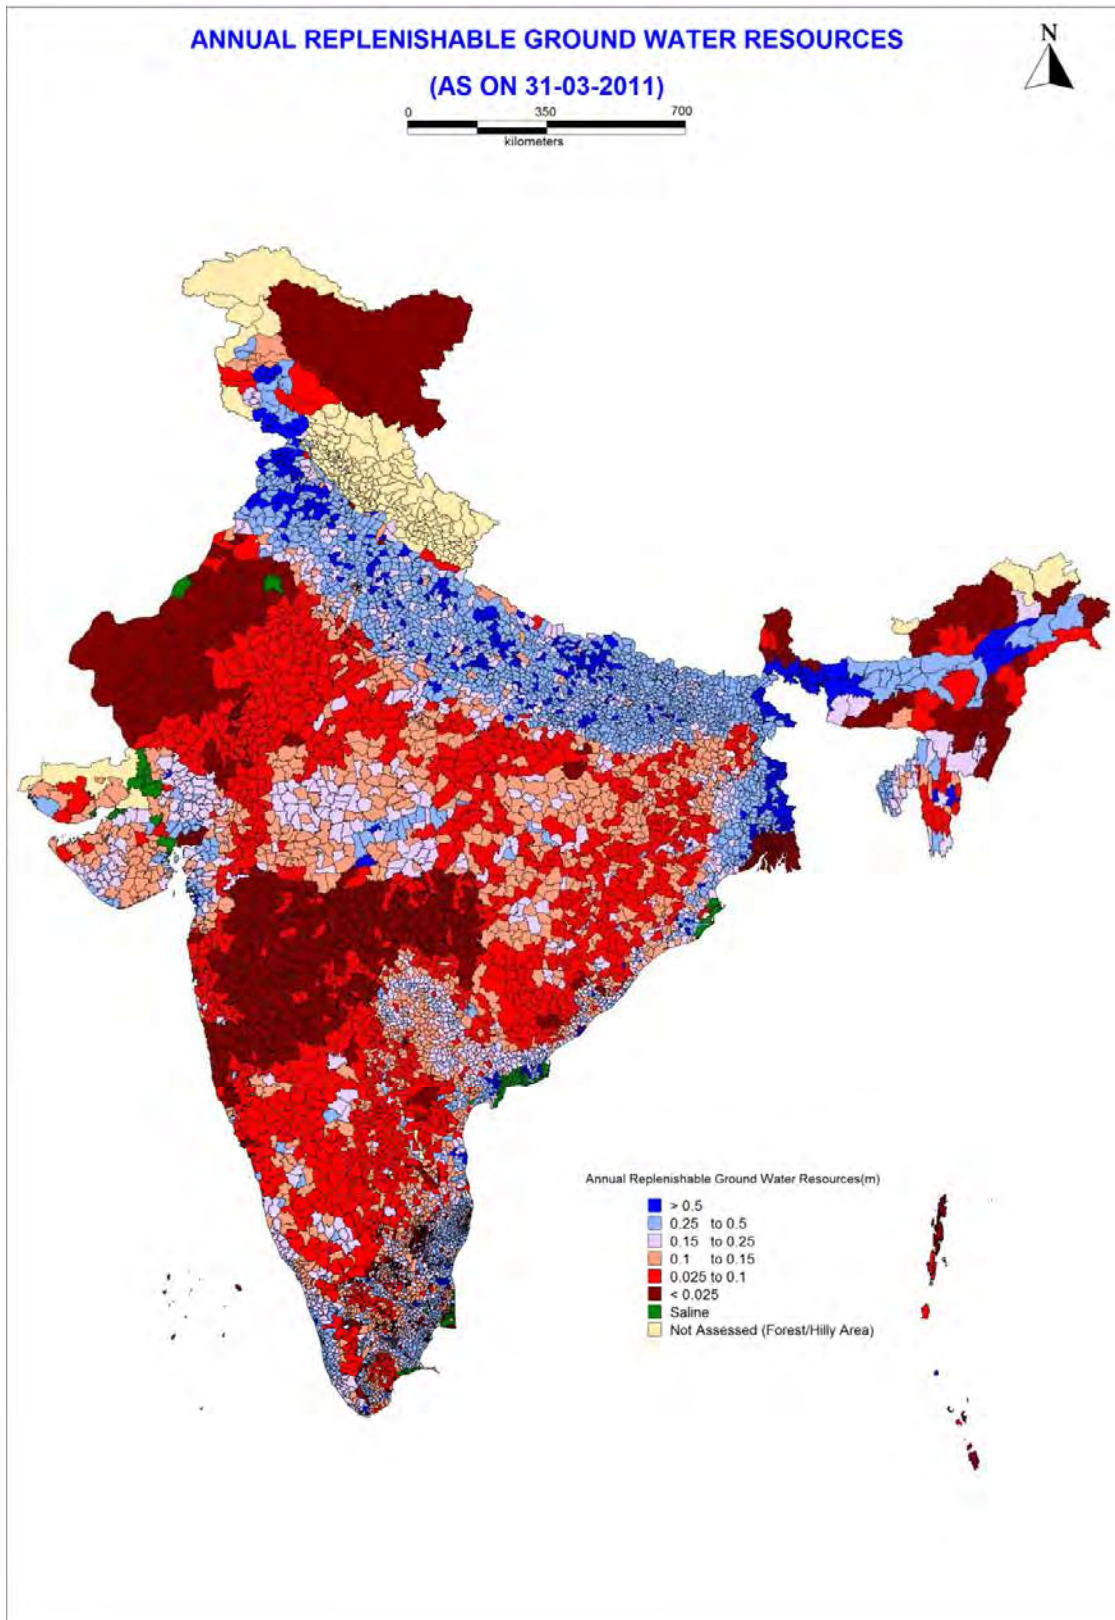 ANNUAL REPLENISHABLE GROUND WATER RESOURCES
N
(AS ON 31-03-2011)
0 350 700
kilometers
Annual Replenishable Ground Water Resources(m)
> 0.5
0.25 to 0.5
0.15 to 0.25
0.1 to 0.15
0.025 to 0.1
< 0.025
Saline
Not Assessed (Forest/Hilly Area)